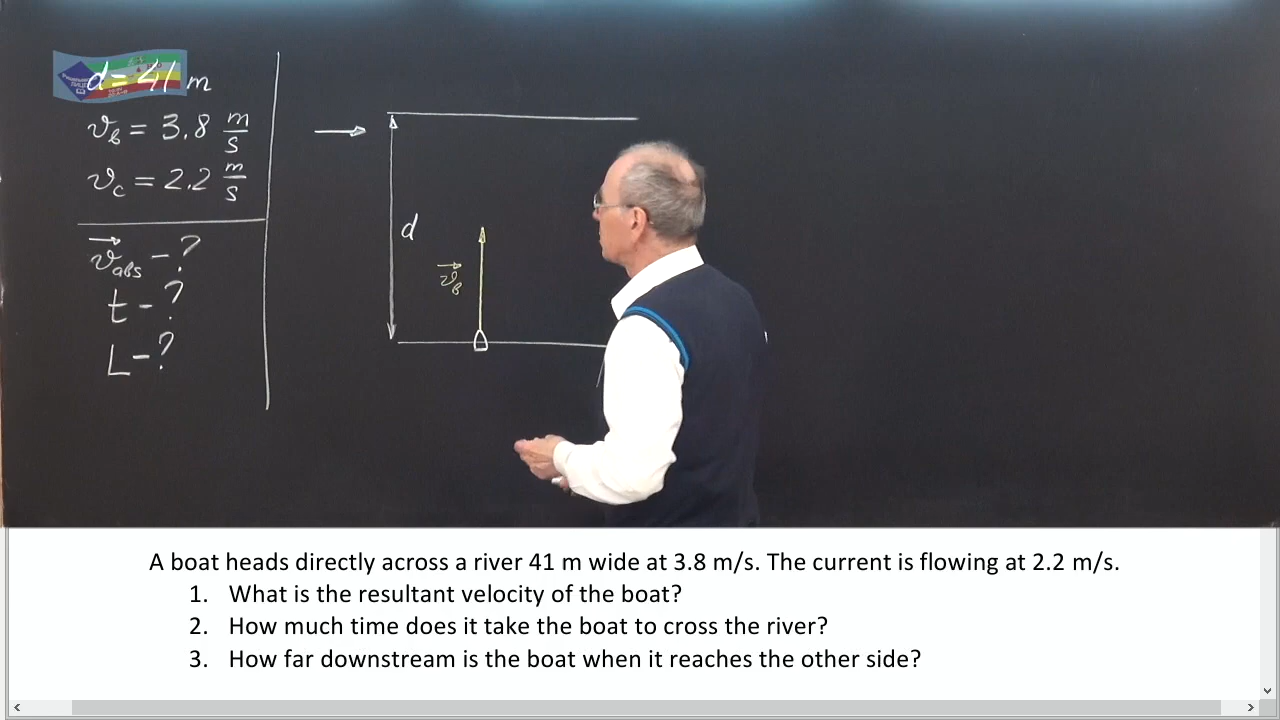 d = 41 m
v_b = 3.8 m/s
v_c = 2.2 m/s
v_abs - ?
t - ?
L - ?
d
v_b
A boat heads directly across a river 41 m wide at 3.8 m/s. The current is flowing at 2.2 m/s.
1. What is the resultant velocity of the boat?
2. How much time does it take the boat to cross the river?
3. How far downstream is the boat when it reaches the other side?